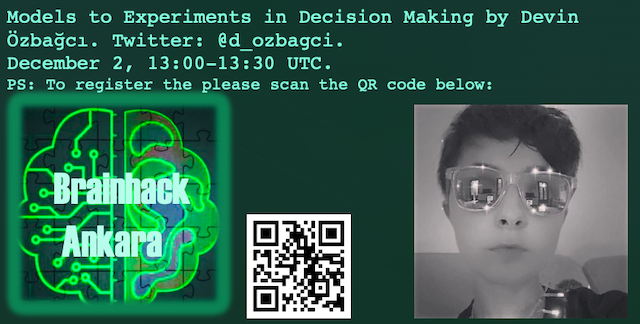 Models to Experiments in Decision Making by Devin
Özbağcı. Twitter: @d_ozbagci.
December 2, 13:00-13:30 UTC.
PS: To register the please scan the QR code below:
Brainhack
Ankara